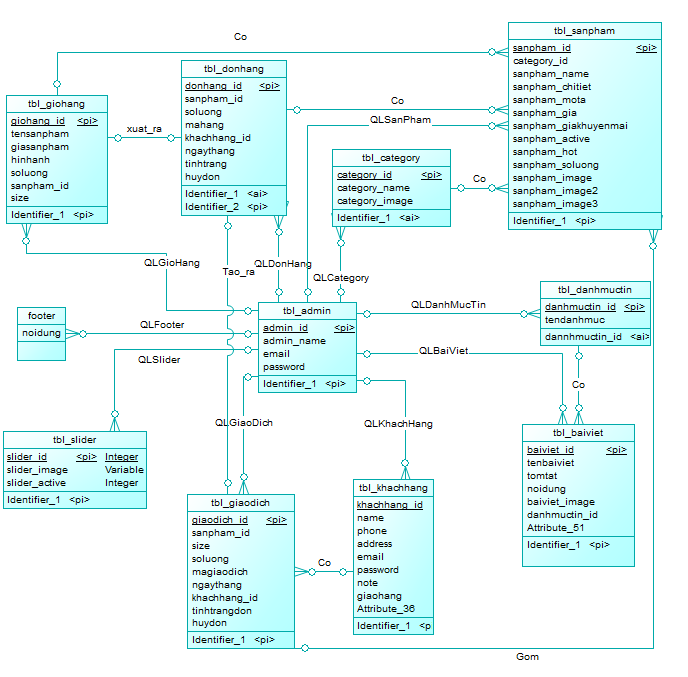 Co
tbl_sanpham
sanpham_id <pi>
category_id
sanpham_name
sanpham_chitiet
sanpham_mota
sanpham_gia
sanpham_giakhuyenmai
sanpham_active
sanpham_hot
sanpham_soluong
sanpham_image
sanpham_image2
sanpham_image3
Identifier_1 <pi>
tbl_donhang
donhang_id <pi>
sanpham_id
soluong
mahang
khachhang_id
ngaythang
tinhtrang
huydon
Identifier_1 <ai>
Identifier_2 <pi>
tbl_giohang
giohang_id <pi>
tensanpham
giasanpham
hinhanh
soluong
sanpham_id
size
Identifier_1 <pi>
xuat_ra
Co
QLSanPham
tbl_category
category_id <pi>
category_name
category_image
Identifier_1 <ai>
Co
QLGioHang
Tao_ra
QLDonHang
QLCategory
footer
noidung
QLFooter
QLSlider
tbl_admin
admin_id <pi>
admin_name
email
password
Identifier_1 <pi>
QLDanhMucTin
QLBaiViet
tbl_danhmuctin
danhmuctin_id <pi>
tendanhmuc
dannhmuctin_id <ai>
Co
QLGiaoDich
QLKhachHang
tbl_slider
slider_id <pi> Integer
slider_image Variable
slider_active Integer
Identifier_1 <pi>
tbl_baiviet
baiviet_id <pi>
tenbaiviet
tomtat
noidung
baiviet_image
danhmuctin_id
Attribute_51
Identifier_1 <pi>
tbl_giaodich
giaodich_id <pi>
sanpham_id
size
soluong
magiaodich
ngaythang
khachhang_id
tinhtrangdon
huydon
Identifier_1 <pi>
Co
tbl_khachhang
khachhang_id
name
phone
address
email
password
note
giaohang
Attribute_36
Identifier_1 <p
Gom